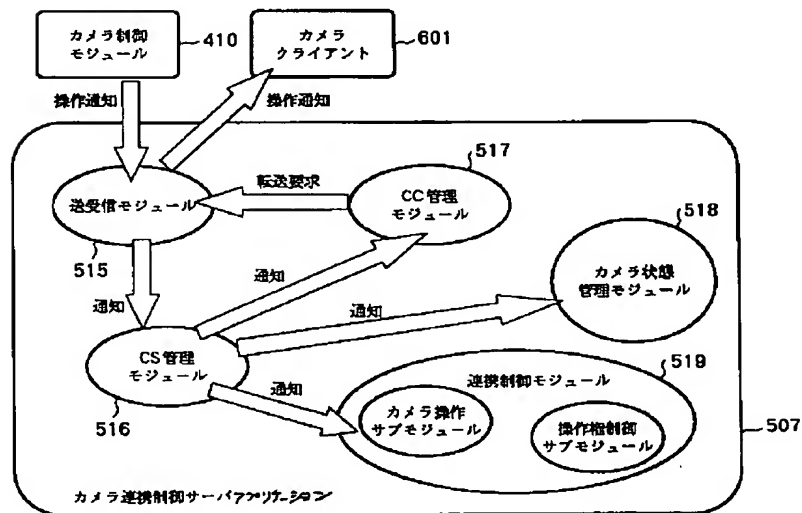 カメラ制御
モジュール
410
カメラ
クライアント
601
操作通知
操作通知
517
転送要求
CC管理
モジュール
送受信モジュール
518
515
カメラ状態
管理モジュール
通知
通知
通知
519
CS管理
モジュール
連携制御モジュール
通知
516
カメラ操作
サブモジュール
操作権制御
サブモジュール
507
カメラ連携制御サーバアプリケーション